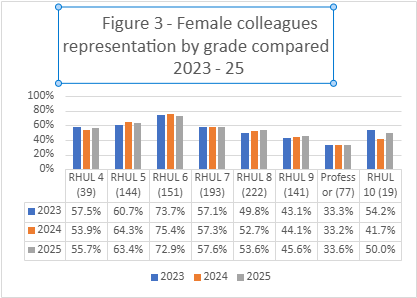 Figure 3 - Female colleagues
representation by grade compared
2023 - 25
100%
80%
60%
40%
20%
0%
RHUL 4 (39) RHUL 5 (144) RHUL 6 (151) RHUL 7 (193) RHUL 8 (222) RHUL 9 (141) Profess or (77) RHUL 10 (19)
2023 57.5% 60.7% 73.7% 57.1% 49.8% 43.1% 33.3% 54.2%
2024 53.9% 64.3% 75.4% 57.3% 52.7% 44.1% 33.2% 41.7%
2025 55.7% 63.4% 72.9% 57.6% 53.6% 45.6% 33.6% 50.0%
2023 2024 2025